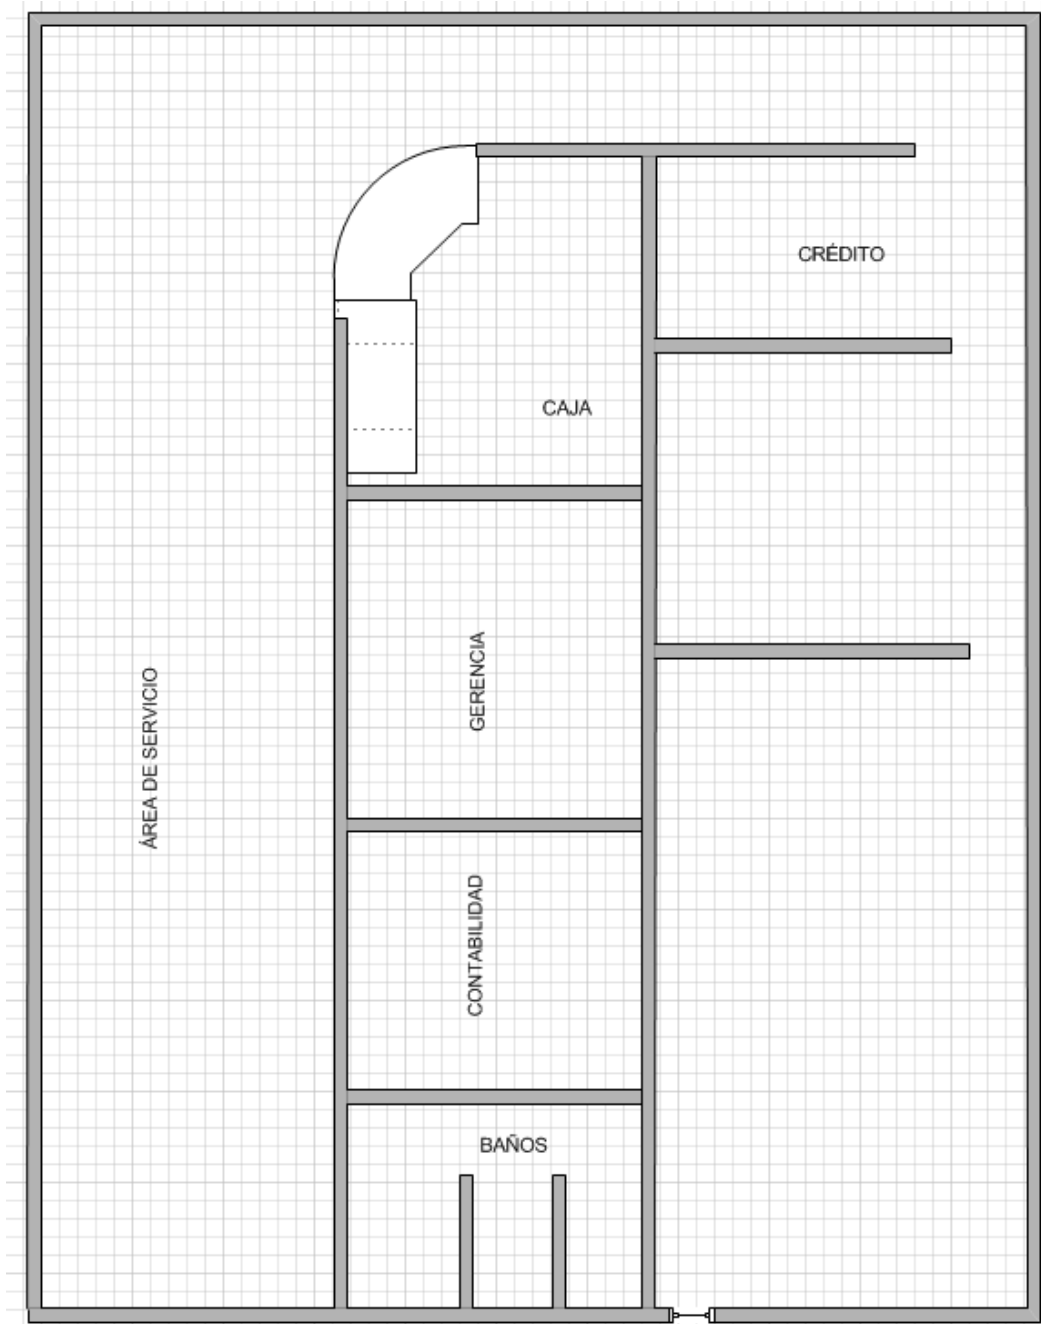 CRÉDITO
CAJA
GERENCIA
ÁREA DE SERVICIO
CONTABILIDAD
BAÑOS